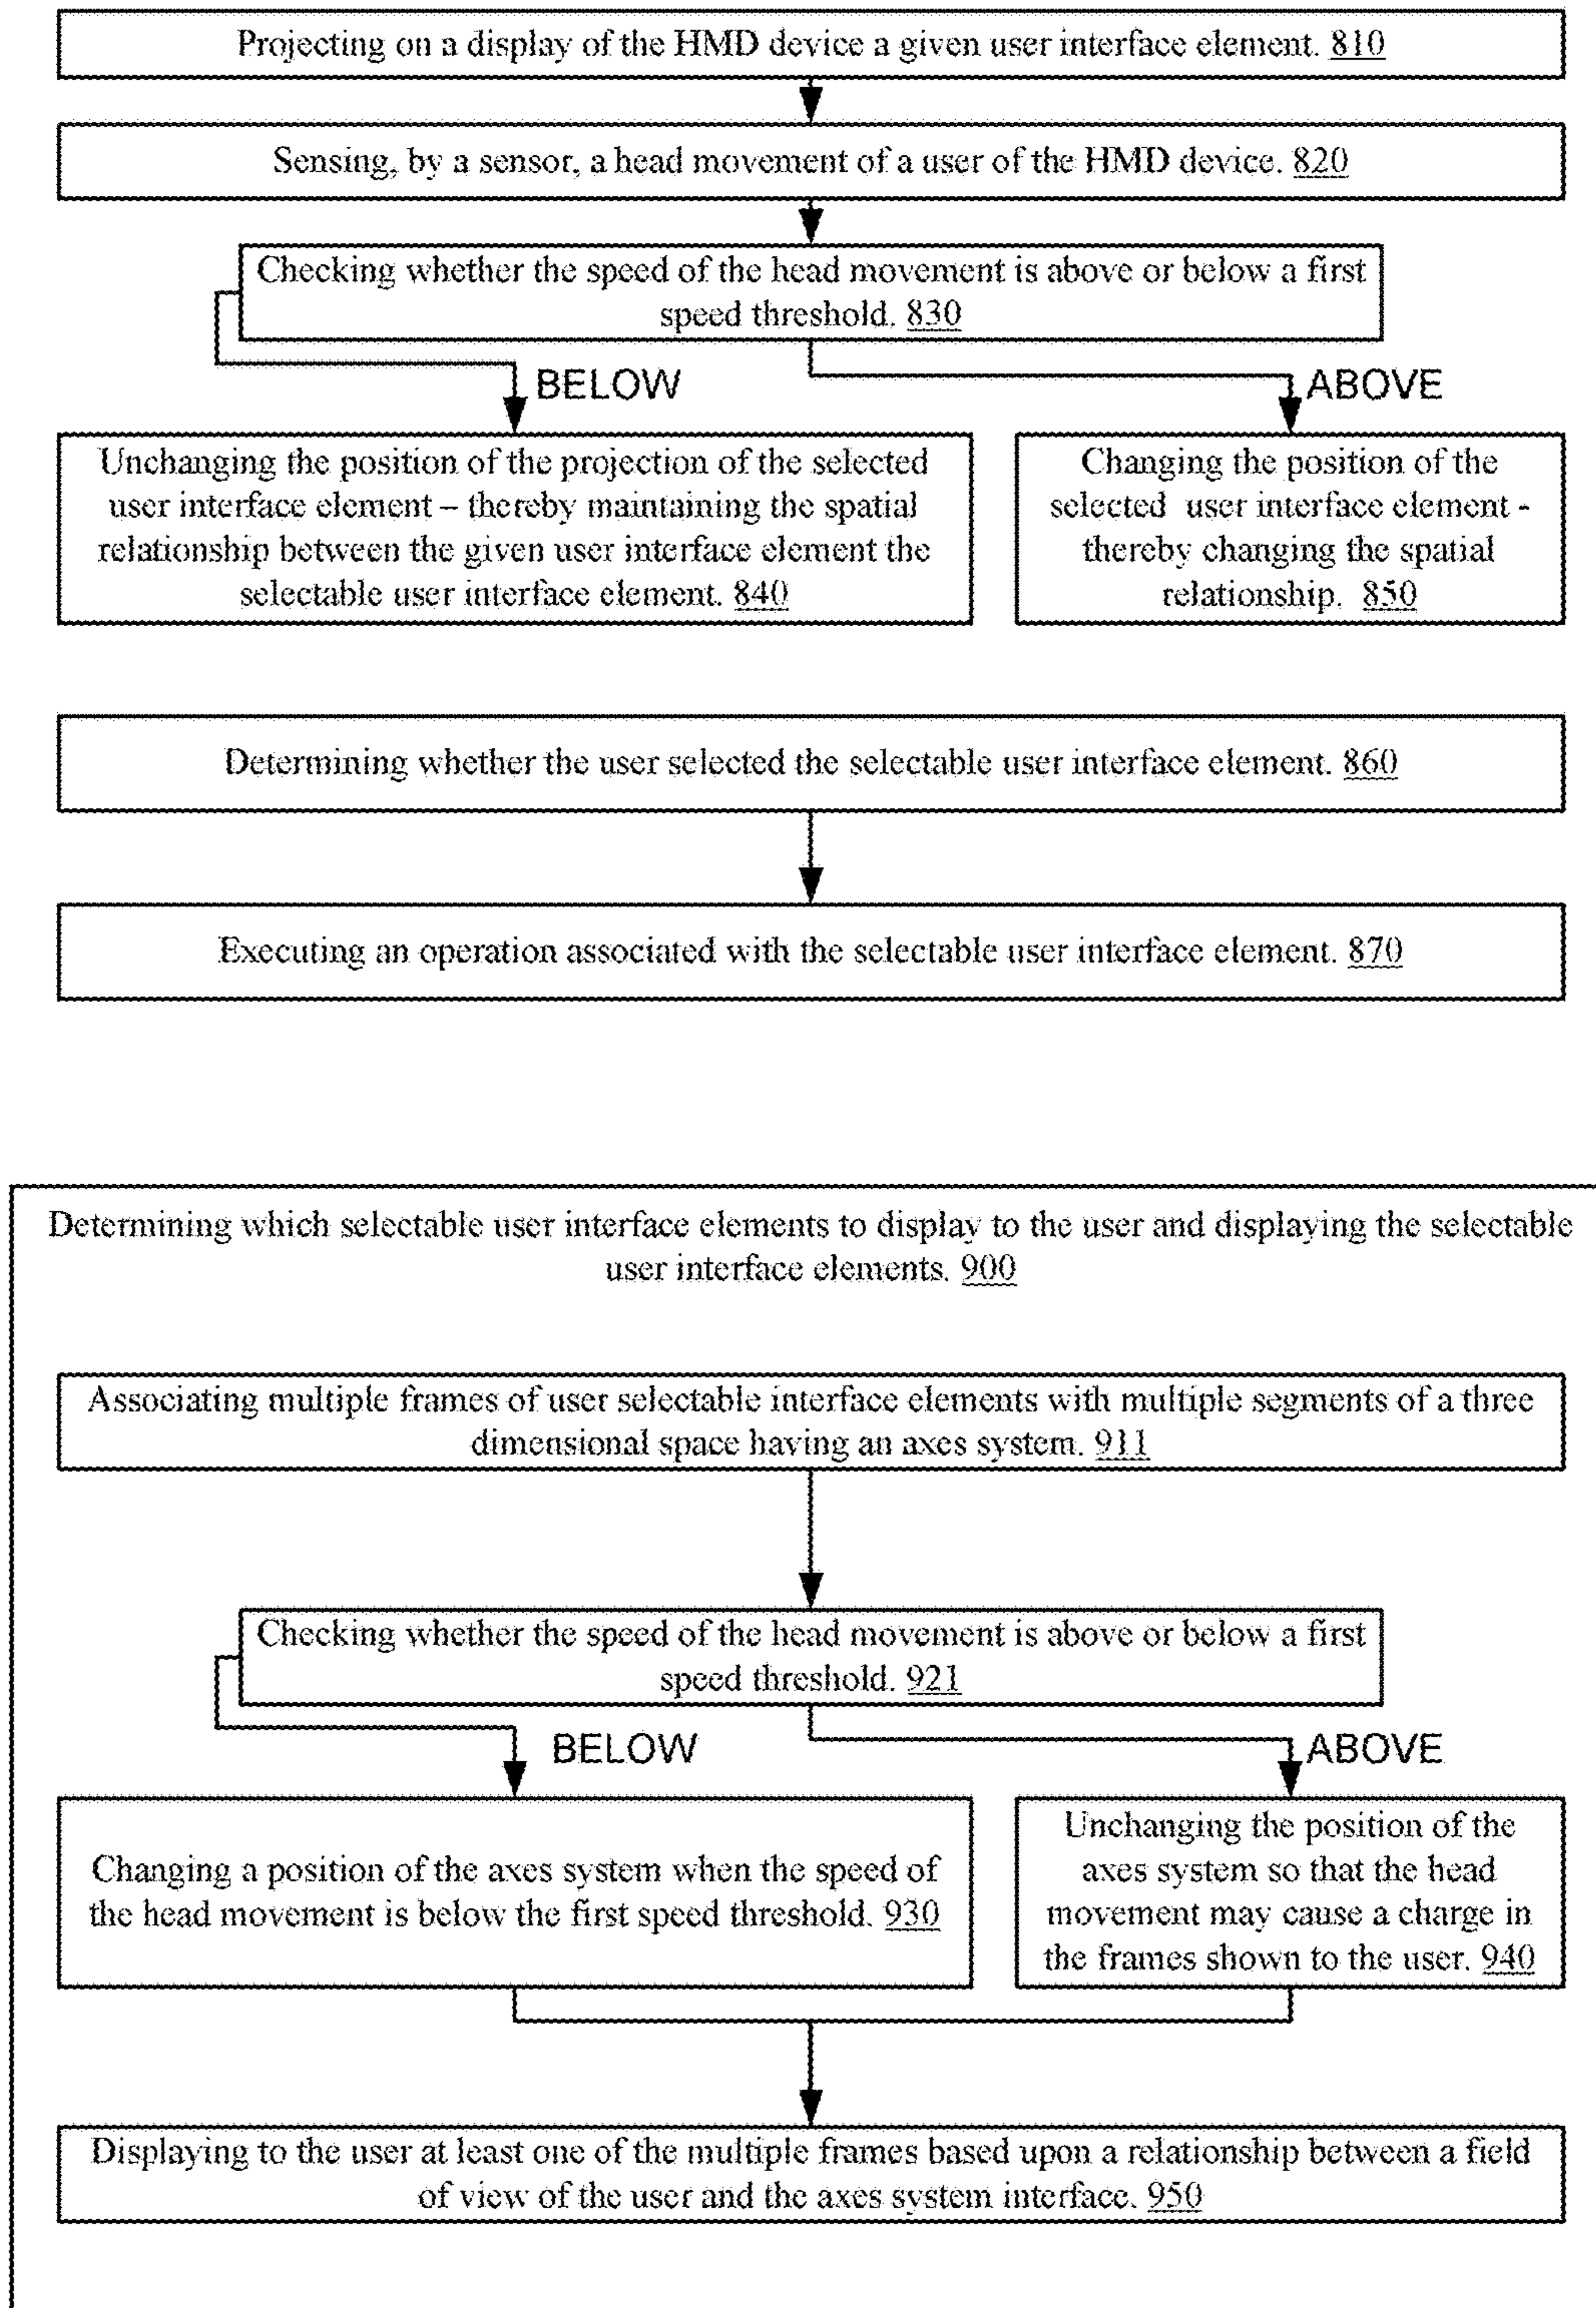 Projecting on a display of the HMD device a given user interface element. 810
Sensing, by a sensor, a head movement of a user of the HMD device. 820
Checking whether the speed of the head movement is above or below a first
speed threshold. 830
BELOW
ABOVE
Unchanging the position of the projection of the selected
user interface element – thereby maintaining the spatial
relationship between the given user interface element the
selectable user interface element. 840
Changing the position of the
selected user interface element -
thereby changing the spatial
relationship. 850
Determining whether the user selected the selectable user interface element. 860
Executing an operation associated with the selectable user interface element. 870
Determining which selectable user interface elements to display to the user and displaying the selectable
user interface elements. 900
Associating multiple frames of user selectable interface elements with multiple segments of a three
dimensional space having an axes system. 911
Checking whether the speed of the head movement is above or below a first
speed threshold. 921
BELOW
ABOVE
Changing a position of the axes system when the speed of
the head movement is below the first speed threshold. 930
Unchanging the position of the
axes system so that the head
movement may cause a charge in
the frames shown to the user. 940
Displaying to the user at least one of the multiple frames based upon a relationship between a field
of view of the user and the axes system interface. 950